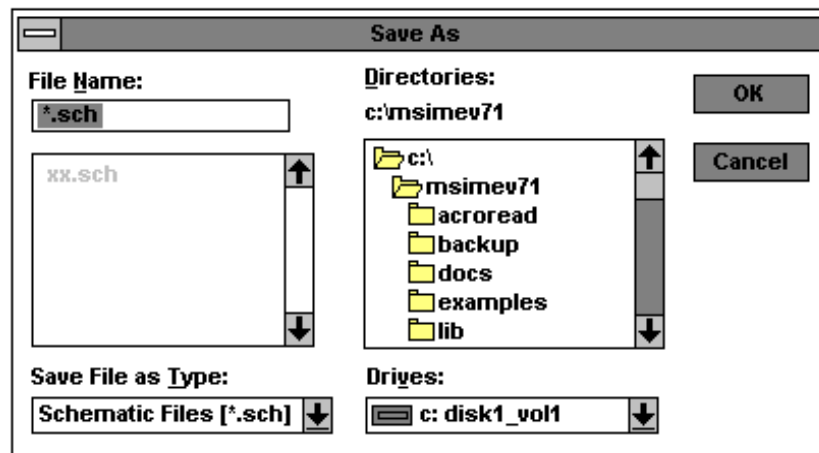 Save As
File Name:
*.sch
xx.sch
Save File as Type:
Schematic Files [*.sch]
Directories:
c:\msimev71
c:\
msimev71
acroread
backup
docs
examples
lib
Drives:
c: disk1_vol1
OK
Cancel